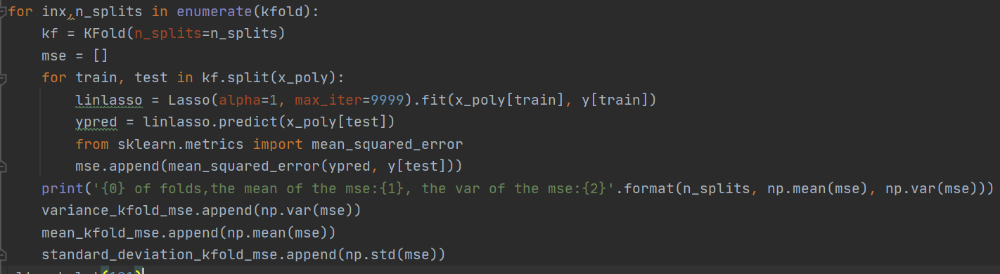 for inx,n_splits in enumerate(kfold):
    kf = KFold(n_splits=n_splits)
    mse = []
    for train, test in kf.split(x_poly):
        linlasso = Lasso(alpha=1, max_iter=9999).fit(x_poly[train], y[train])
        ypred = linlasso.predict(x_poly[test])
        from sklearn.metrics import mean_squared_error
        mse.append(mean_squared_error(ypred, y[test]))
    print('{0} of folds,the mean of the mse:{1}, the var of the mse:{2}'.format(n_splits, np.mean(mse), np.var(mse)))
    variance_kfold_mse.append(np.var(mse))
    mean_kfold_mse.append(np.mean(mse))
    standard_deviation_kfold_mse.append(np.std(mse))